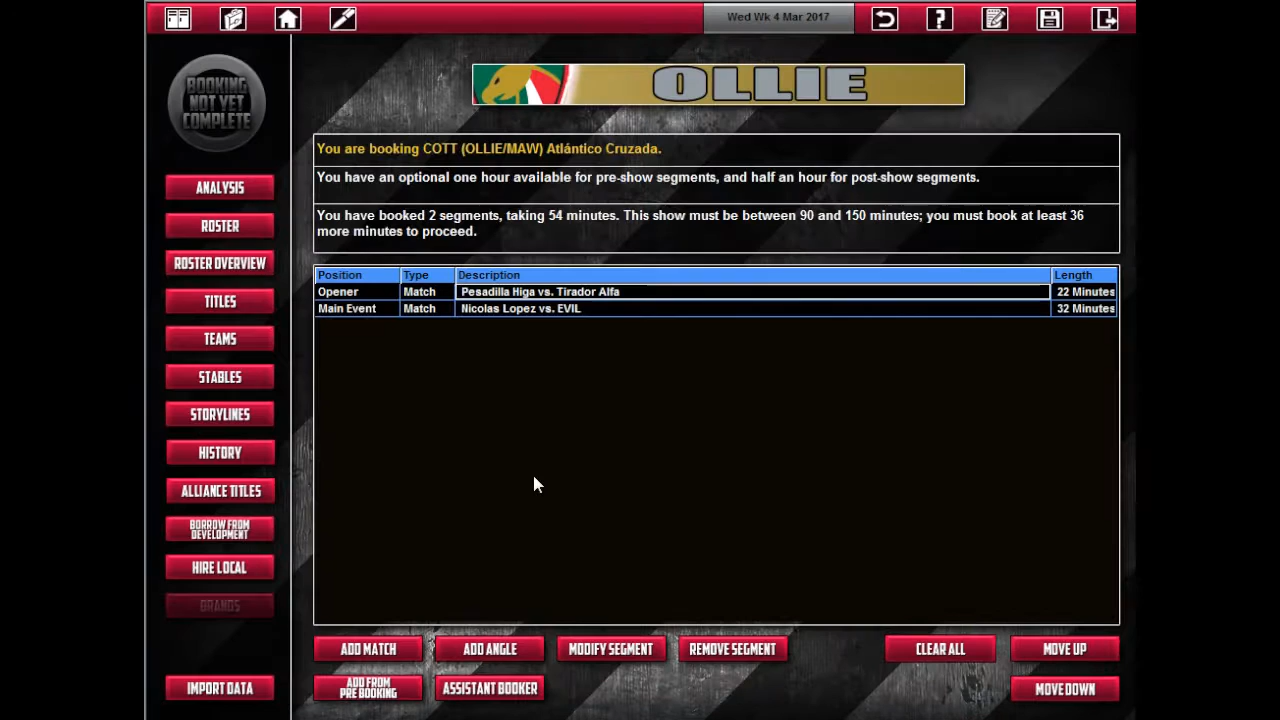 Wed Wk 4 Mar 2017
BOOKING
NOT YET
COMPLETE
OLLIE
You are booking COTT (OLLIE/MAW) Atlántico Cruzada.
You have an optional one hour available for pre-show segments, and half an hour for post-show segments.
You have booked 2 segments, taking 54 minutes. This show must be between 90 and 150 minutes; you must book at least 36
more minutes to proceed.
ANALYSIS
ROSTER
ROSTER OVERVIEW
TITLES
TEAMS
STABLES
STORYLINES
HISTORY
ALLIANCE TITLES
BORROW FROM
DEVELOPMENT
HIRE LOCAL
BRANDS
IMPORT DATA
Position Type Description Length
Opener Match Pesadilla Higa vs. Tirador Alfa 22 Minutes
Main Event Match Nicolas Lopez vs. EVIL 32 Minutes
ADD MATCH ADD ANGLE MODIFY SEGMENT REMOVE SEGMENT CLEAR ALL MOVE UP
ADD FROM
PRE BOOKING
ASSISTANT BOOKER MOVE DOWN